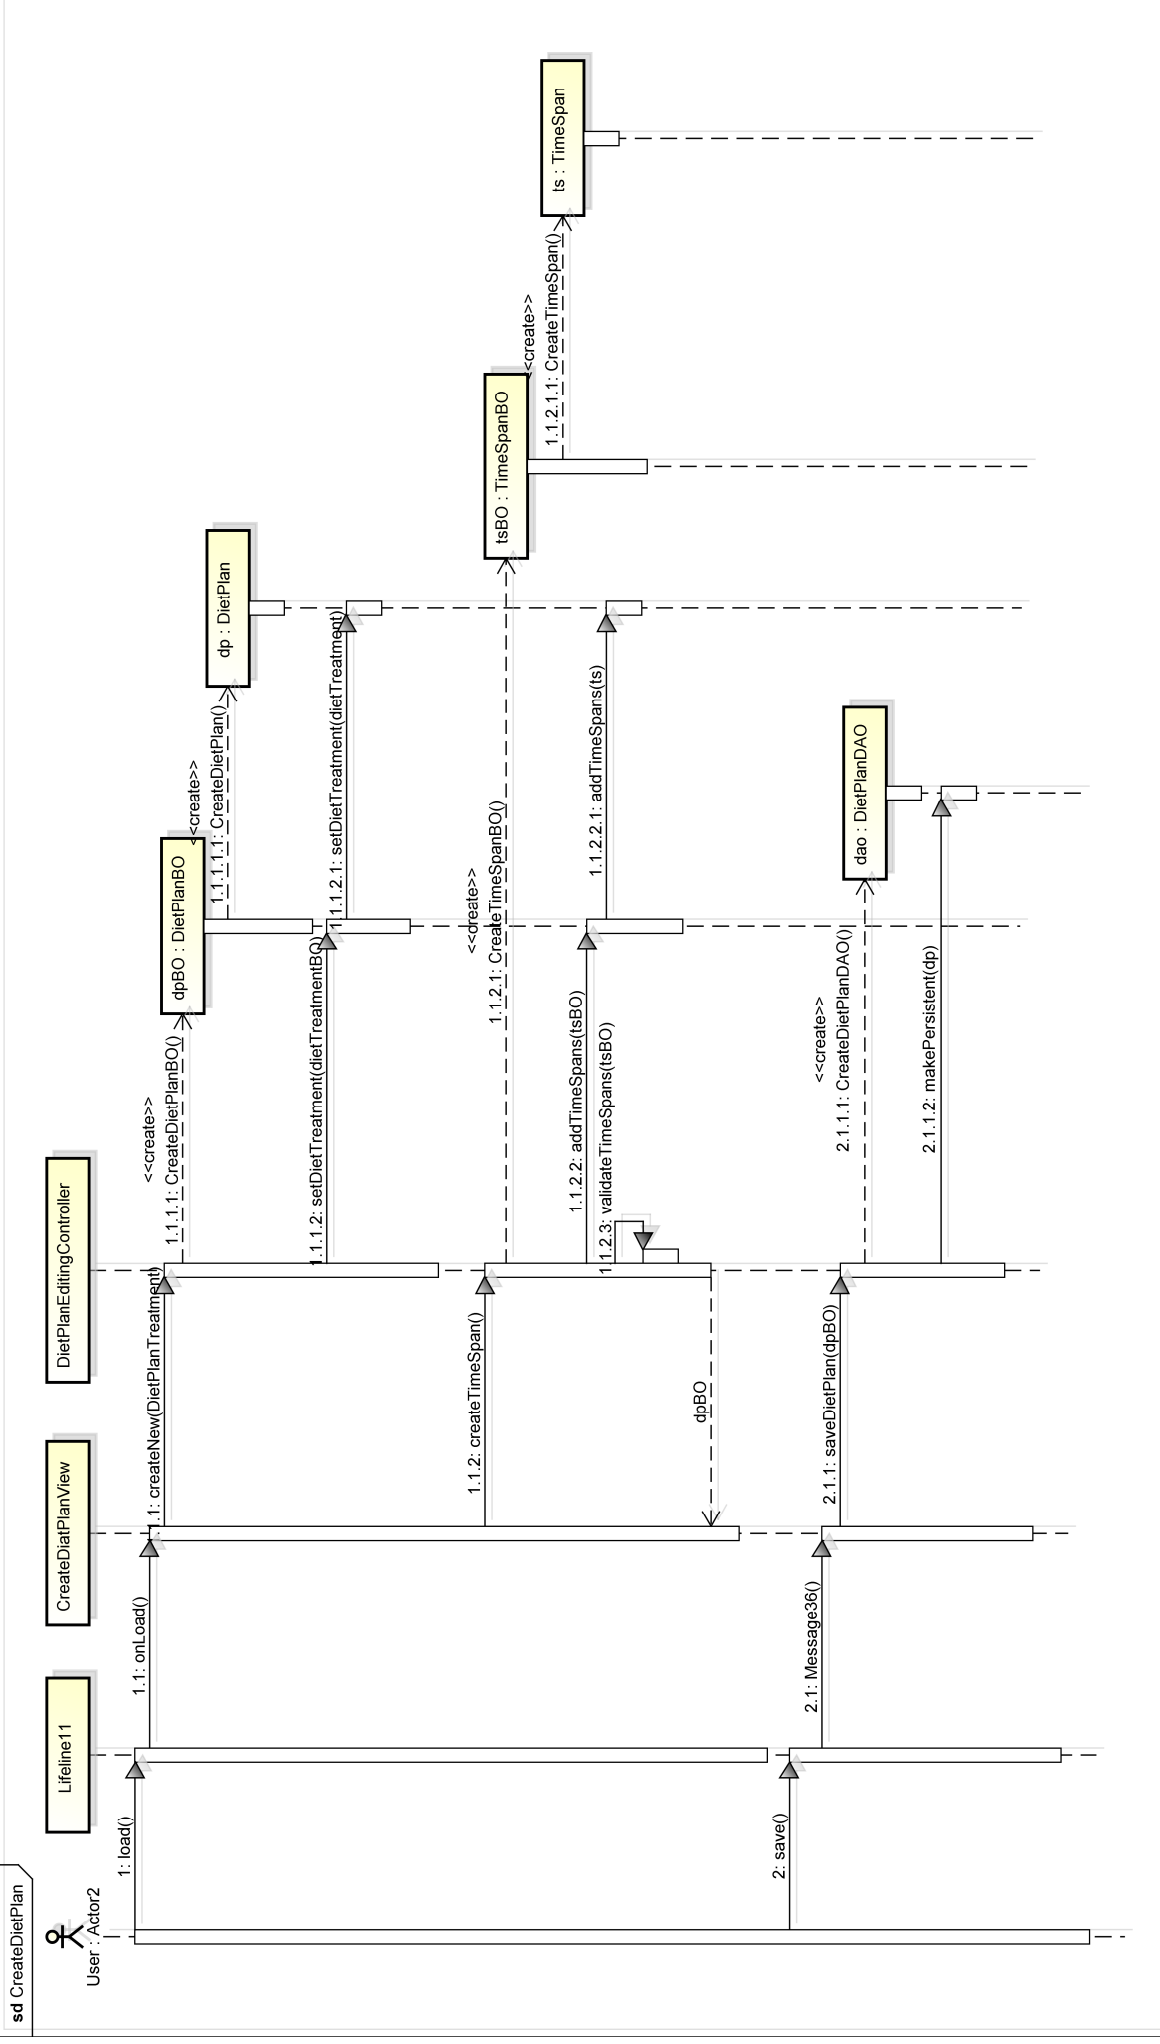 sd CreateDietPlan
User : Actor2
Lifeline11
CreateDiatPlanView
DietPlanEditingController
1: load()
1.1: onLoad()
1.1: createNew(DietPlanTreatment)
<<create>>
1.1.1.1: CreateDietPlanBO()
dpBO : DietPlanBO
<<create>>
1.1.1.1.1: CreateDietPlan()
dp : DietPlan
1.1.1.2: setDietTreatment(dietTreatmentBO)
1.1.1.2.1: setDietTreatment(dietTreatment)
1.1.2: createTimeSpan()
<<create>>
1.1.2.1: CreateTimeSpanBO()
tsBO : TimeSpanBO
<<create>>
1.1.2.1.1: CreateTimeSpan()
ts : TimeSpan
1.1.2.2: addTimeSpans(tsBO)
1.1.2.2.1: addTimeSpans(ts)
1.1.2.3: validateTimeSpans(tsBO)
dpBO
2: save()
2.1: Message36()
2.1.1: saveDietPlan(dpBO)
<<create>>
2.1.1.1: CreateDietPlanDAO()
dao : DietPlanDAO
2.1.1.2: makePersistent(dp)